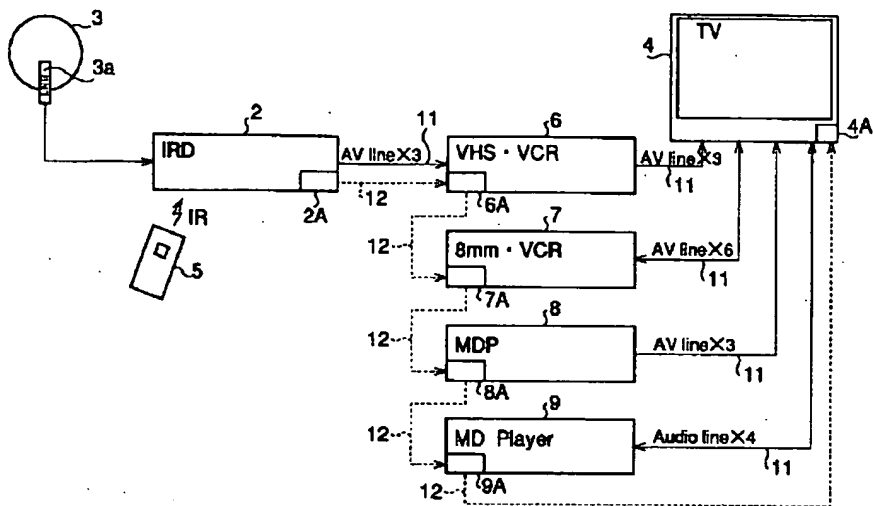 3
3a
LNB
2
IRD
2A
AV line×3
11
12
IR
5
6
VHS・VCR
6A
AV line×3
11
TV
4
4A
12
7
8mm・VCR
7A
AV line×6
11
12
8
MDP
8A
AV line×3
11
12
9
MD Player
9A
Audio line×4
11
12